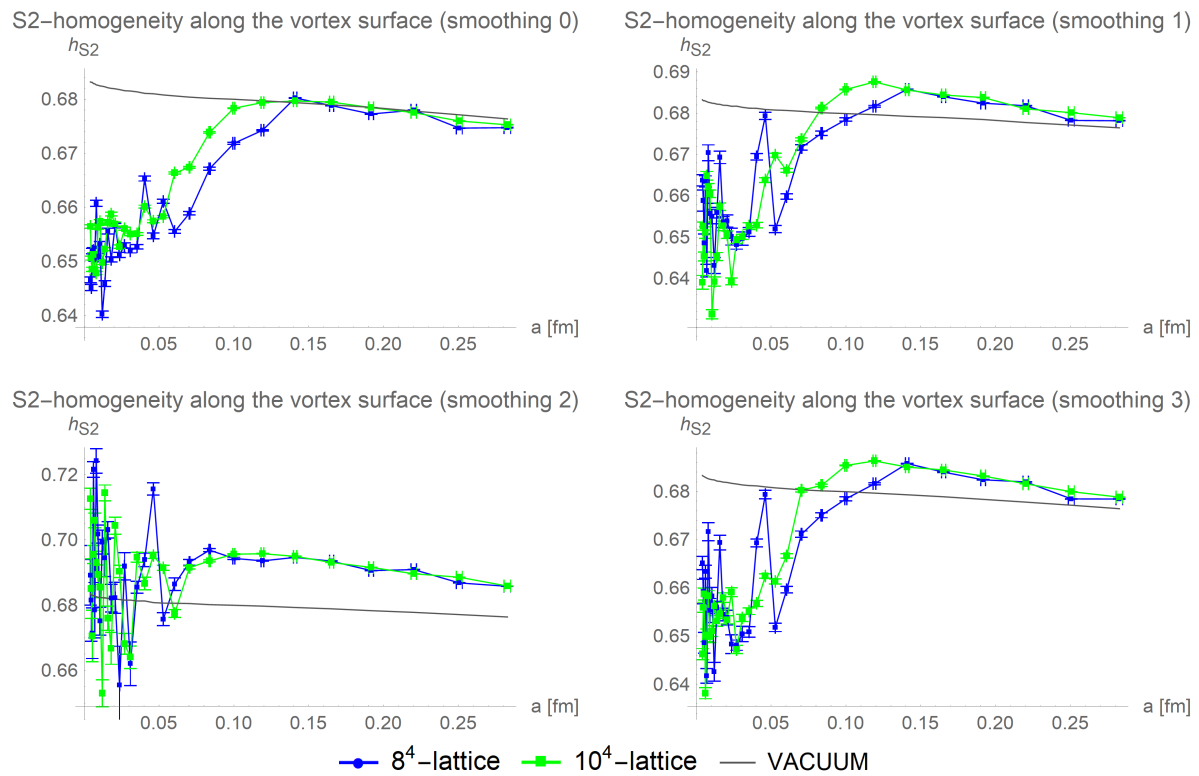 S2−homogeneity along the vortex surface (smoothing 0)
hS2
0.68
0.67
0.66
0.65
0.64
0.05 0.10 0.15 0.20 0.25
a [fm]
S2−homogeneity along the vortex surface (smoothing 1)
hS2
0.69
0.68
0.67
0.66
0.65
0.64
0.05 0.10 0.15 0.20 0.25
a [fm]
S2−homogeneity along the vortex surface (smoothing 2)
hS2
0.72
0.70
0.68
0.66
0.05 0.10 0.15 0.20 0.25
a [fm]
S2−homogeneity along the vortex surface (smoothing 3)
hS2
0.68
0.67
0.66
0.65
0.64
0.05 0.10 0.15 0.20 0.25
a [fm]
8⁴−lattice 10⁴−lattice VACUUM